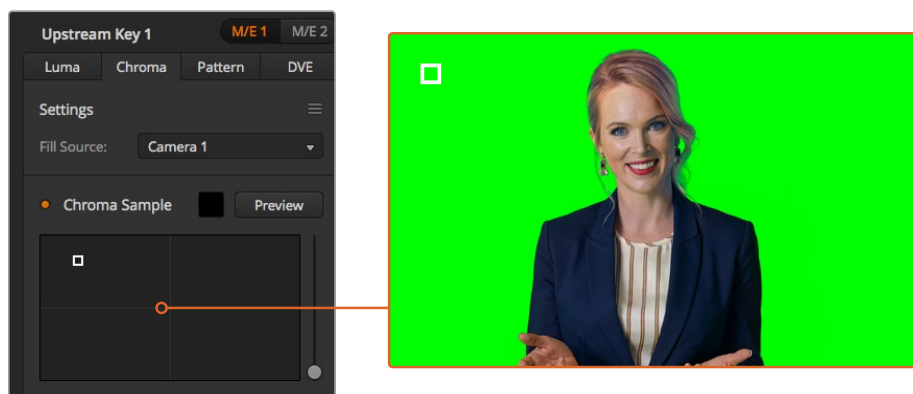 Upstream Key 1 M/E 1 M/E 2
Luma Chroma Pattern DVE
Settings
Fill Source: Camera 1
Chroma Sample Preview